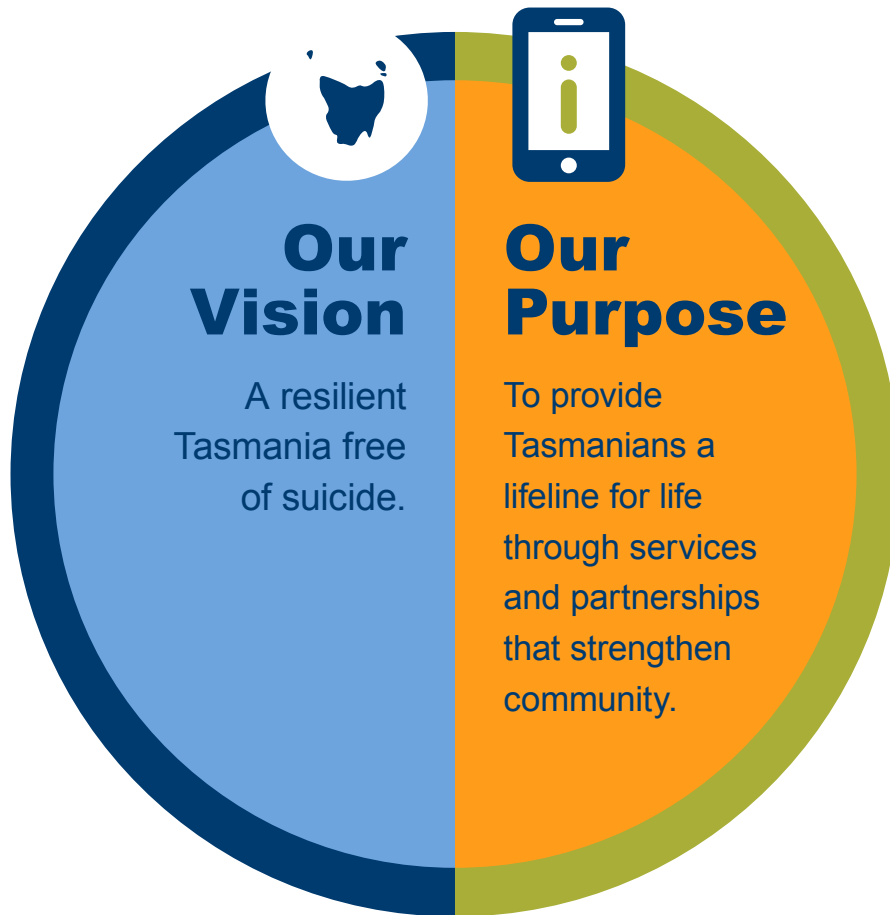 Our
Vision
A resilient
Tasmania free
of suicide.
Our
Purpose
To provide
Tasmanians a
lifeline for life
through services
and partnerships
that strengthen
community.